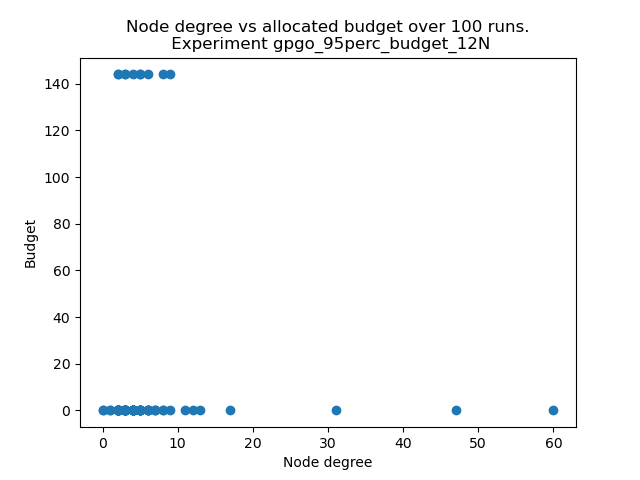 Node degree vs allocated budget over 100 runs.
Experiment gpgo_95perc_budget_12N
140
120
100
80
60
40
20
0
Budget
0 10 20 30 40 50 60
Node degree